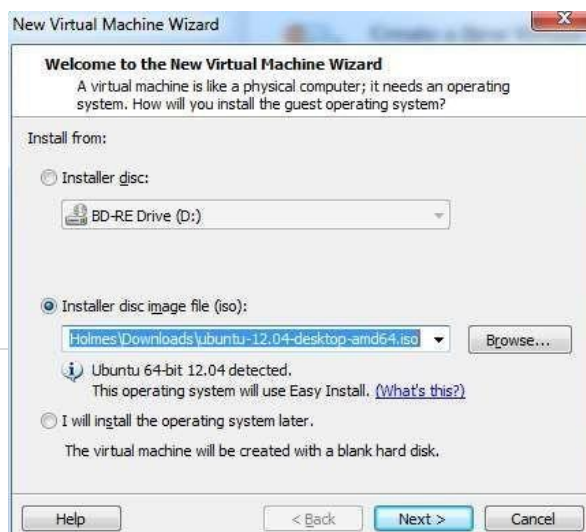 New Virtual Machine Wizard
Welcome to the New Virtual Machine Wizard
A virtual machine is like a physical computer; it needs an operating
system. How will you install the guest operating system?
Install from:
Installer disc:
BD-RE Drive (D:)
Installer disc image file (iso):
Holmes\Downloads\ubuntu-12.04-desktop-amd64.iso
Browse...
Ubuntu 64-bit 12.04 detected.
This operating system will use Easy Install. (What's this?)
I will install the operating system later.
The virtual machine will be created with a blank hard disk.
Help
< Back
Next >
Cancel